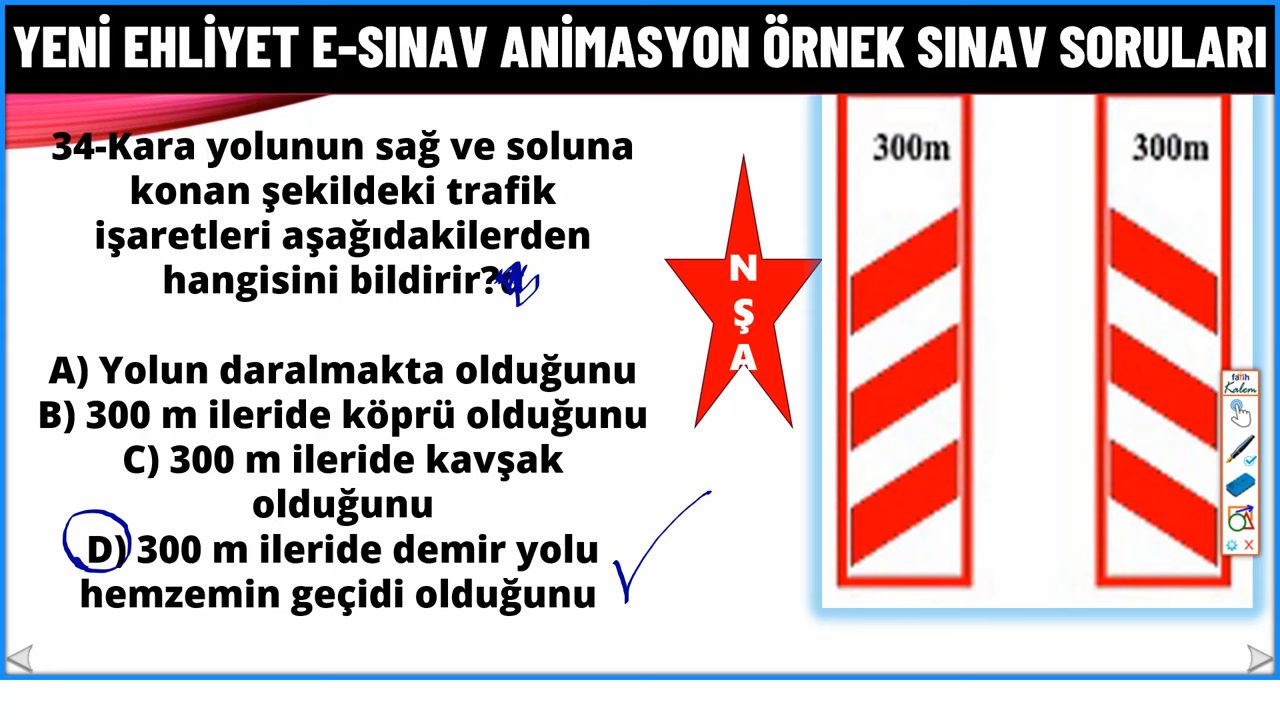 YENİ EHLİYET E-SINAV ANİMASYON ÖRNEK SINAV SORULARI
34-Kara yolunun sağ ve soluna
konan şekildeki trafik
işaretleri aşağıdakilerden
hangisini bildirir?
A) Yolun daralmakta olduğunu
B) 300 m ileride köprü olduğunu
C) 300 m ileride kavşak
olduğunu
D) 300 m ileride demir yolu
hemzemin geçidi olduğunu
N
Ş
A
300m
300m
fatih
Kalem